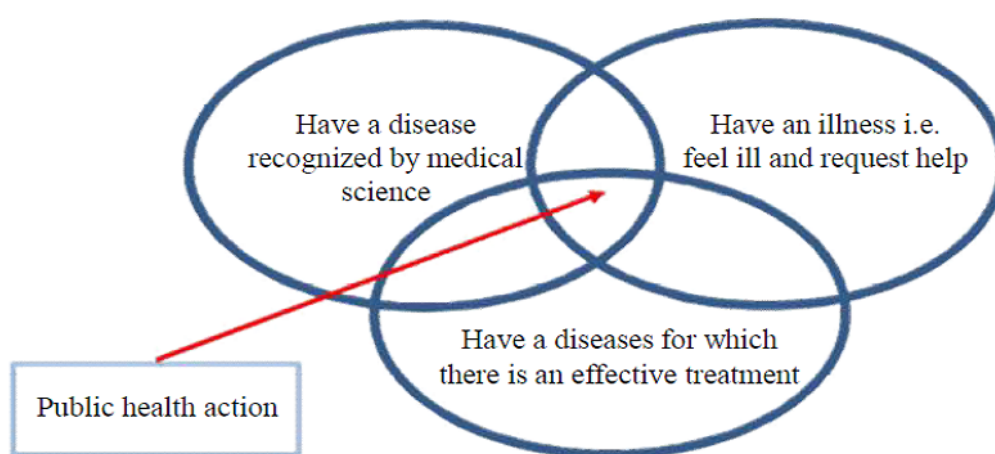 Have a disease
recognized by medical
science
Have an illness i.e.
feel ill and request help
Have a diseases for which
there is an effective treatment
Public health action